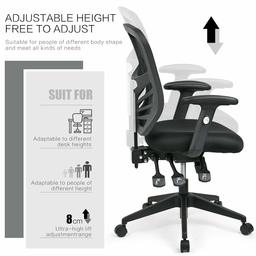 ADJUSTABLE HEIGHT
FREE TO ADJUST
Suitable for people of different body shape
and meet all kinds of needs
SUIT FOR
Adaptable to different
desk heights
Adaptable to people of
different height
8cm
Ultra-high lift
adjustmentrange